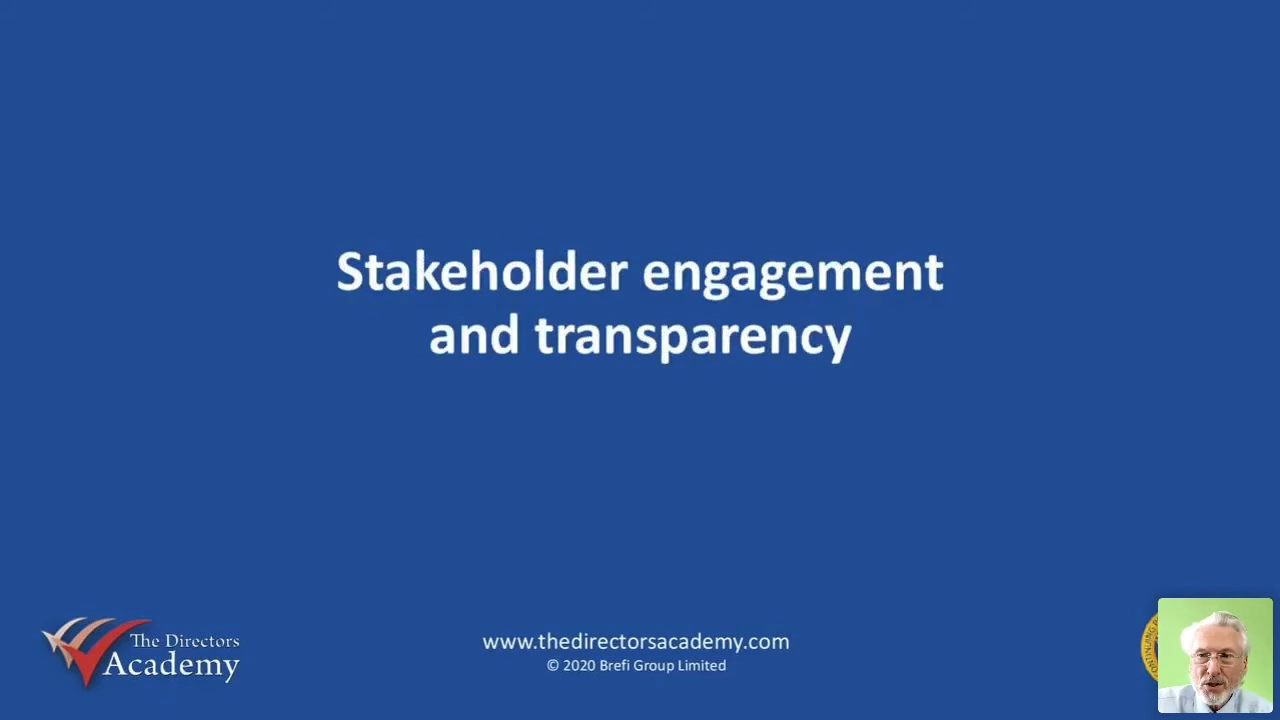 Stakeholder engagement
and transparency
The Directors
Academy
www.thedirectorsacademy.com
© 2020 Brefi Group Limited